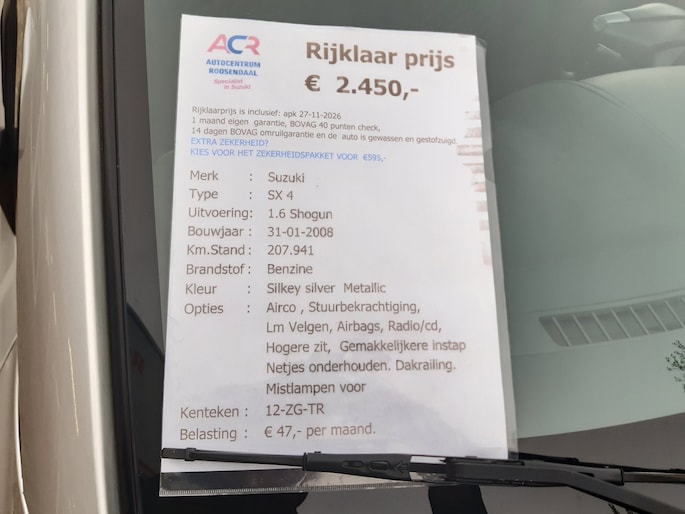 ACR
AUTOCENTRUM
ROOSENDAAL
Specialist
in Suzuki
Rijklaar prijs
€ 2.450,-
Rijklaarprijs is inclusief: apk 27-11-2026
1 maand eigen garantie, BOVAG 40 punten check,
14 dagen BOVAG omruilgarantie en de auto is gewassen en gestofzuigd.
EXTRA ZEKERHEID?
KIES VOOR HET ZEKERHEIDSPAKKET VOOR €595,-
Merk : Suzuki
Type : SX 4
Uitvoering: 1.6 Shogun
Bouwjaar : 31-01-2008
Km.Stand : 207.941
Brandstof : Benzine
Kleur : Silkey silver Metallic
Opties : Airco , Stuurbekrachtiging,
Lm Velgen, Airbags, Radio/cd,
Hogere zit, Gemakkelijkere instap
Netjes onderhouden. Dakrailing.
Mistlampen voor
Kenteken : 12-ZG-TR
Belasting : € 47,- per maand.